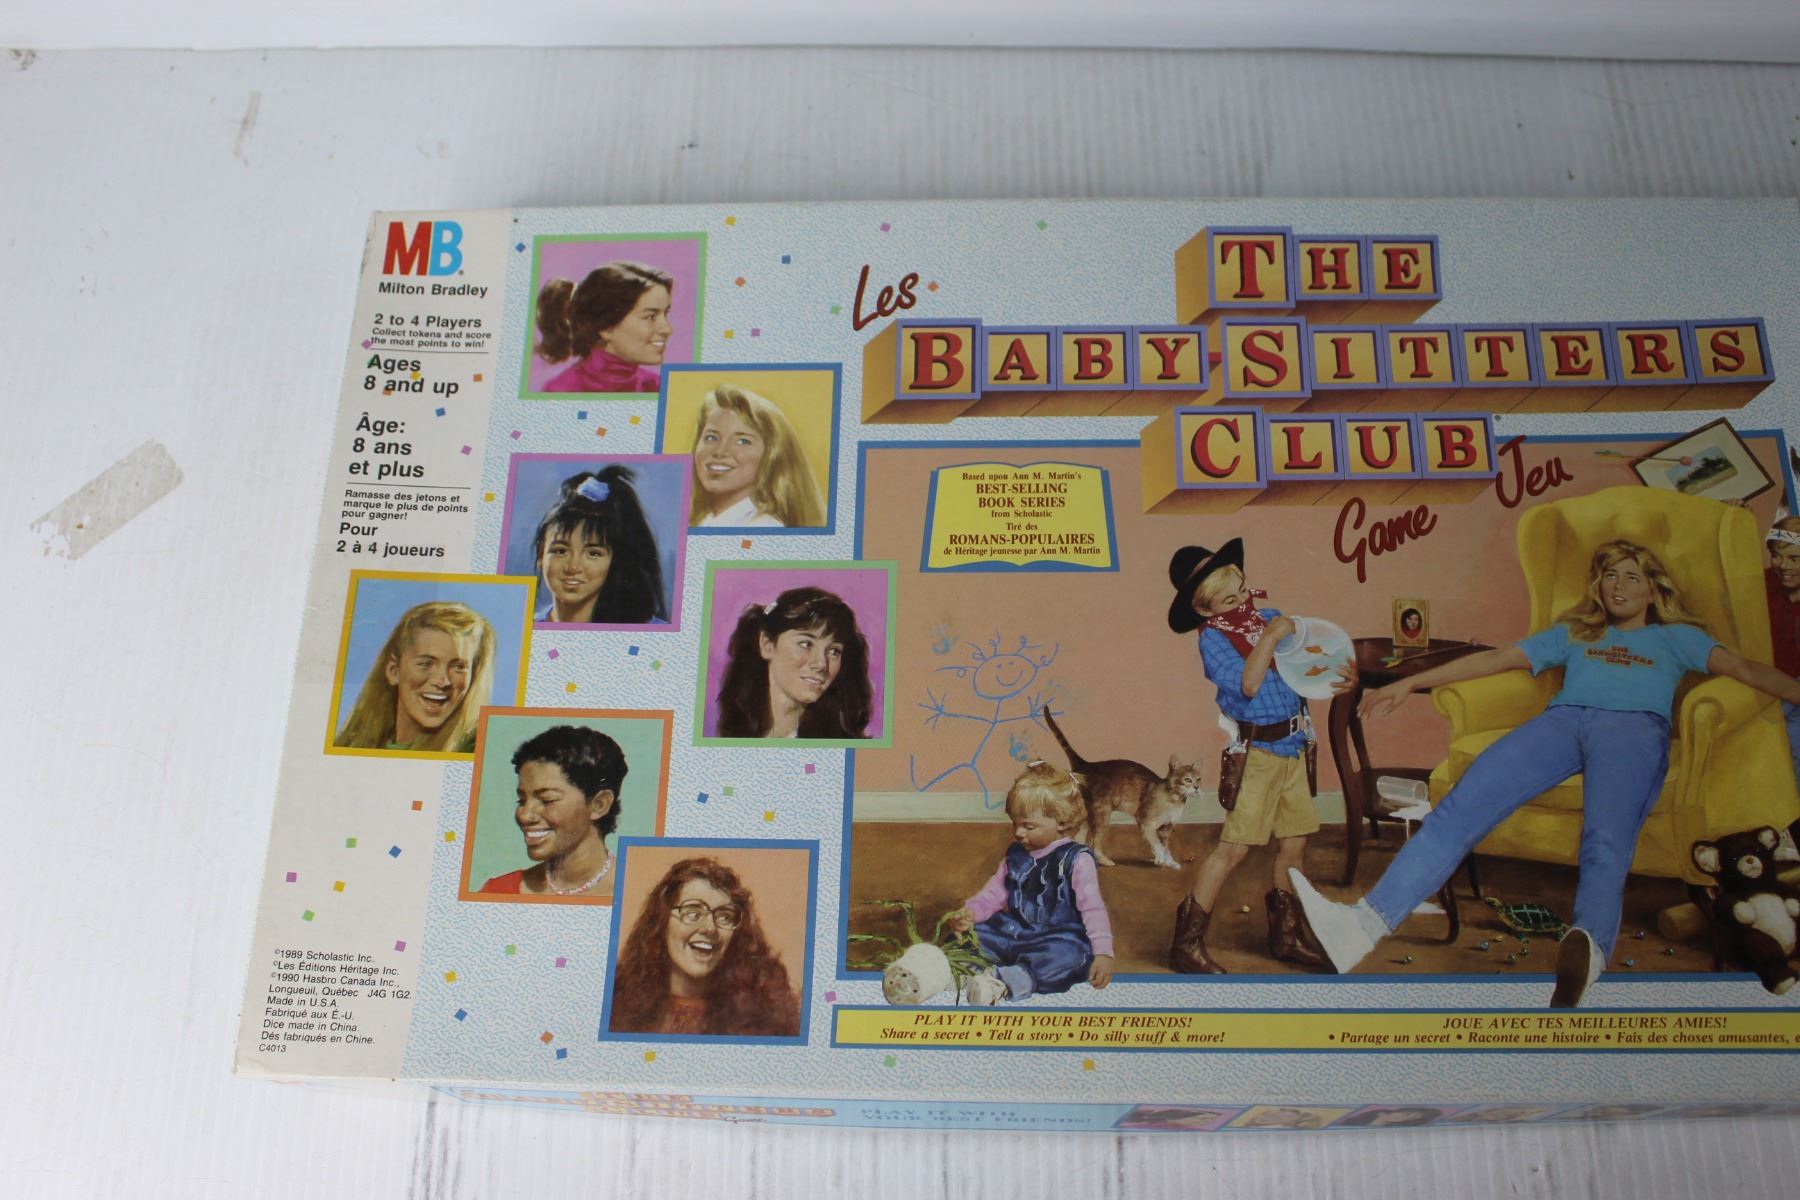 MB
Milton Bradley
2 to 4 Players
Collect tokens and score
the most points to win!
Ages
8 and up
Âge:
8 ans
et plus
Ramasse des jetons et
marque le plus de points
pour gagner!
Pour
2 à 4 joueurs
©1989 Scholastic Inc.
©Les Éditions Héritage Inc.
©1990 Hasbro Canada Inc.,
Longueuil, Québec J4G 1G2.
Made in U.S.A.
Fabriqué aux É.-U.
Dice made in China.
Dés fabriqués en Chine.
C4013
Les
THE
BABY-SITTERS
CLUB®
Game Jeu
Based upon Ann M. Martin's
BEST-SELLING
BOOK SERIES
from Scholastic
Tiré des
ROMANS-POPULAIRES
de Héritage jeunesse par Ann M. Martin
THE
BABY-SITTERS
CLUB
PLAY IT WITH YOUR BEST FRIENDS!
Share a secret • Tell a story • Do silly stuff & more!
JOUE AVEC TES MEILLEURES AMIES!
• Partage un secret • Raconte une histoire • Fais des choses amusantes,
PLAY IT WITH
YOUR BEST FRIENDS!
Game